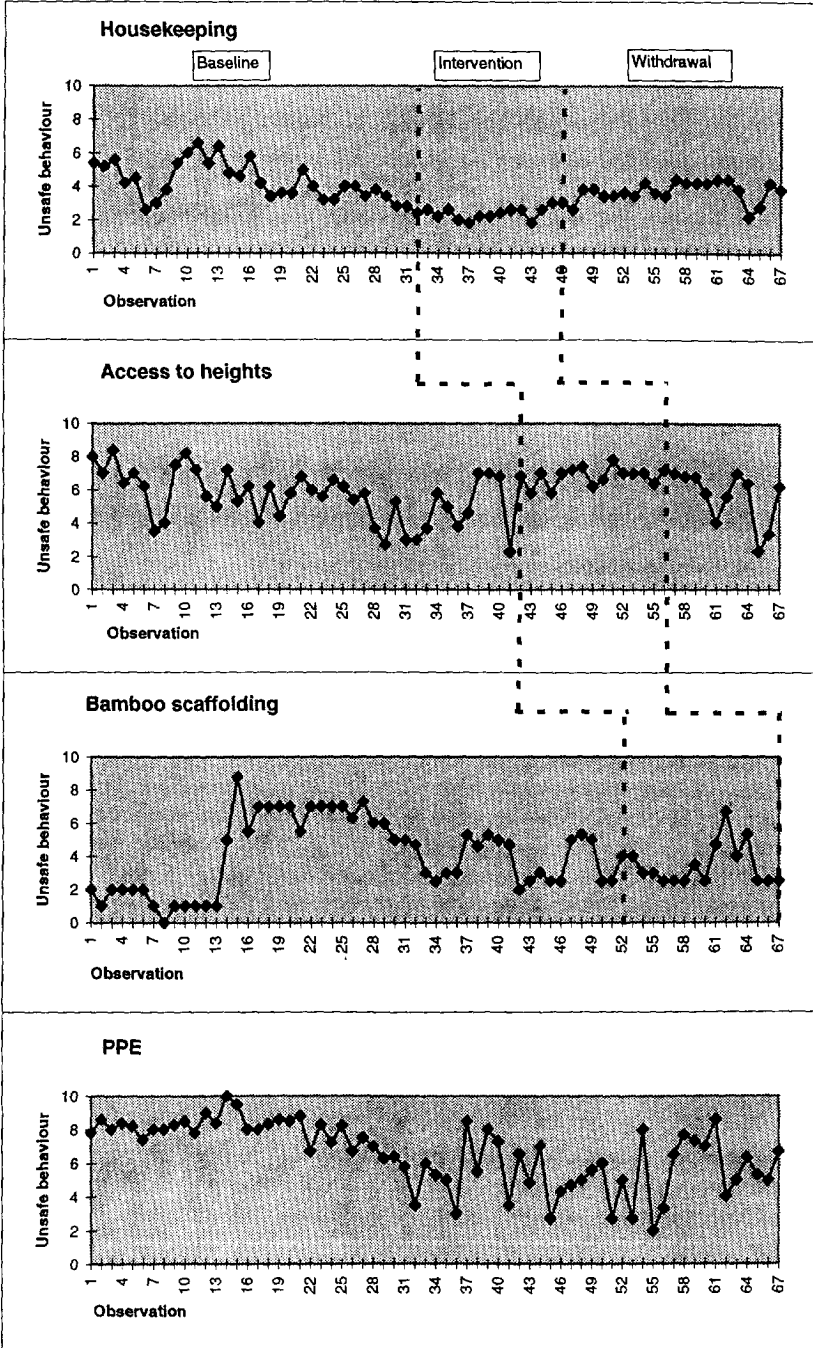 Housekeeping
Baseline Intervention Withdrawal
Unsafe behaviour
10
8
6
4
2
0
1 4 7 10 13 16 19 22 25 28 31 34 37 40 43 46 49 52 55 58 61 64 67
Observation
Access to heights
Unsafe behaviour
10
8
6
4
2
0
1 4 7 10 13 16 19 22 25 28 31 34 37 40 43 46 49 52 55 58 61 64 67
Observation
Bamboo scaffolding
Unsafe behaviour
10
8
6
4
2
0
1 4 7 10 13 16 19 22 25 28 31 34 37 40 43 46 49 52 55 58 61 64 67
Observation
PPE
Unsafe behaviour
10
8
6
4
2
0
1 4 7 10 13 16 19 22 25 28 31 34 37 40 43 46 49 52 55 58 61 64 67
Observation